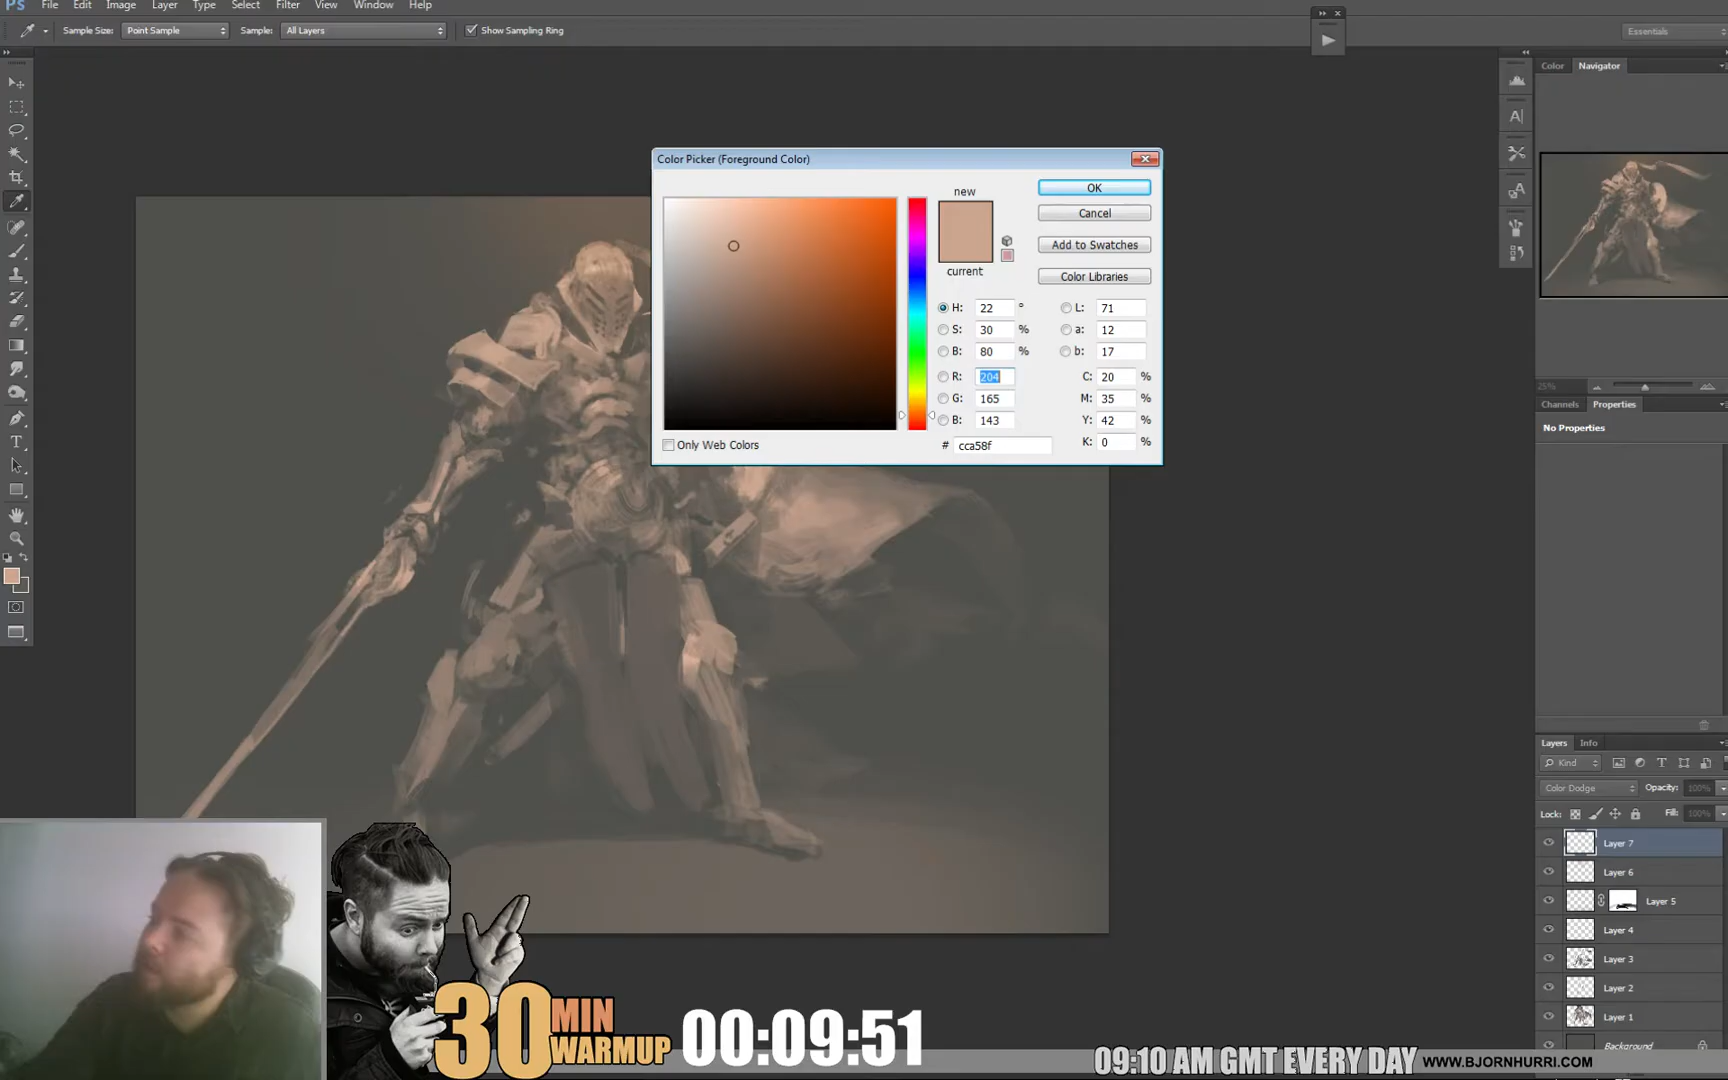 Ps File Edit Image Layer Type Select Filter View Window Help
Sample Size: Point Sample Sample: All Layers Show Sampling Ring
Essentials
Color Navigator
25%
Channels Properties
No Properties
Color Picker (Foreground Color)
new
current
OK
Cancel
Add to Swatches
Color Libraries
H: 22 °
S: 30 %
B: 80 %
R: 204
G: 165
B: 143
L: 71
a: 12
b: 17
C: 20 %
M: 35 %
Y: 42 %
K: 0 %
# cca58f
Only Web Colors
Layers Info
Kind
Color Dodge Opacity: 100%
Lock: Fill: 100%
Layer 7
Layer 6
Layer 5
Layer 4
Layer 3
Layer 2
Layer 1
Background
30 MIN WARMUP
00:09:51
09:10 AM GMT EVERY DAY WWW.BJORNHURRI.COM